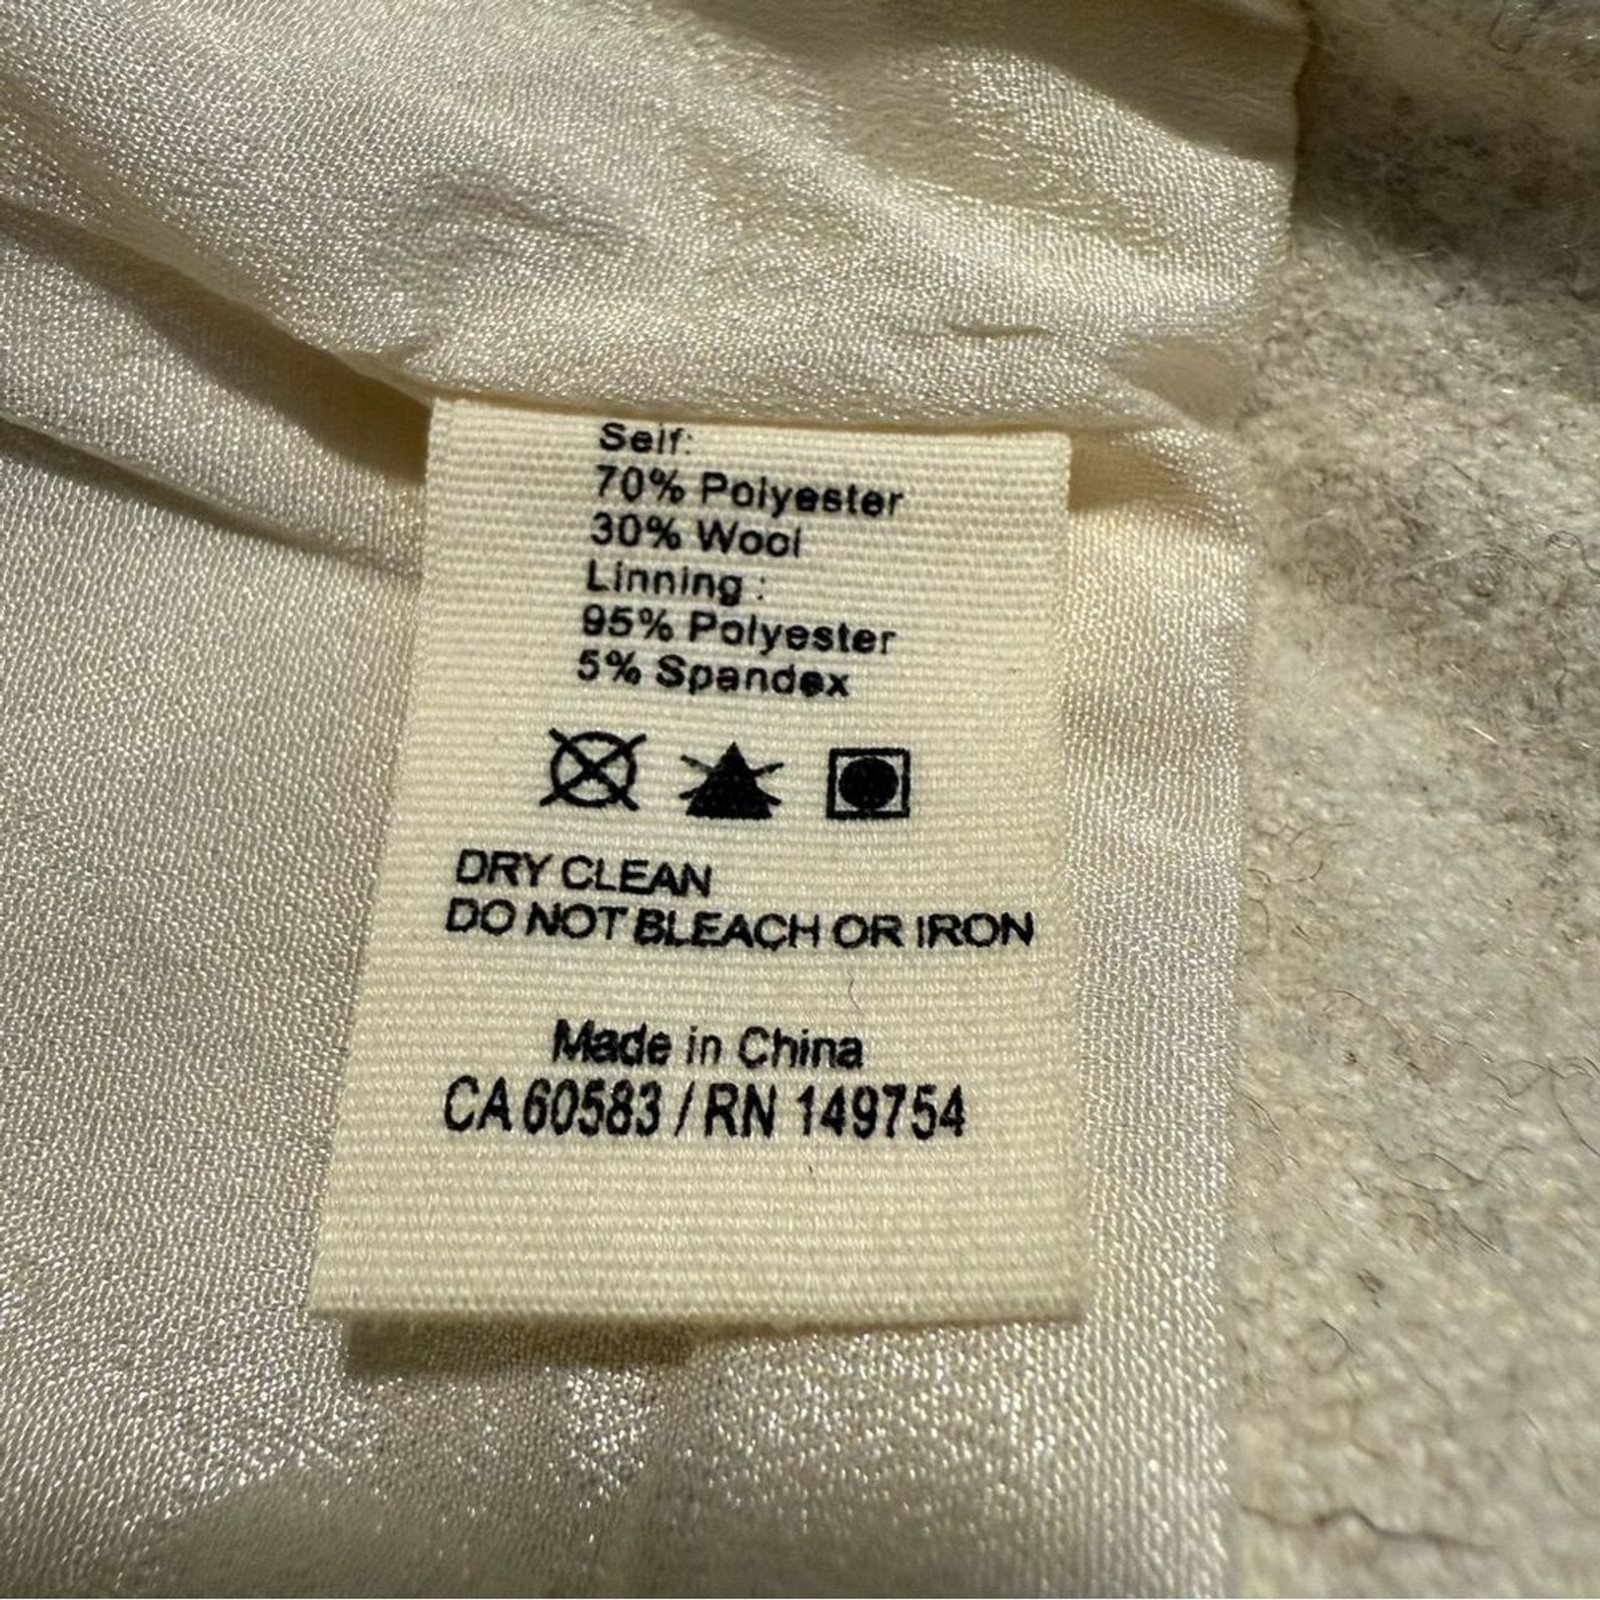 Self:
70% Polyester
30% Wool
Linning :
95% Polyester
5% Spandex
DRY CLEAN
DO NOT BLEACH OR IRON
Made in China
CA 60583 / RN 149754